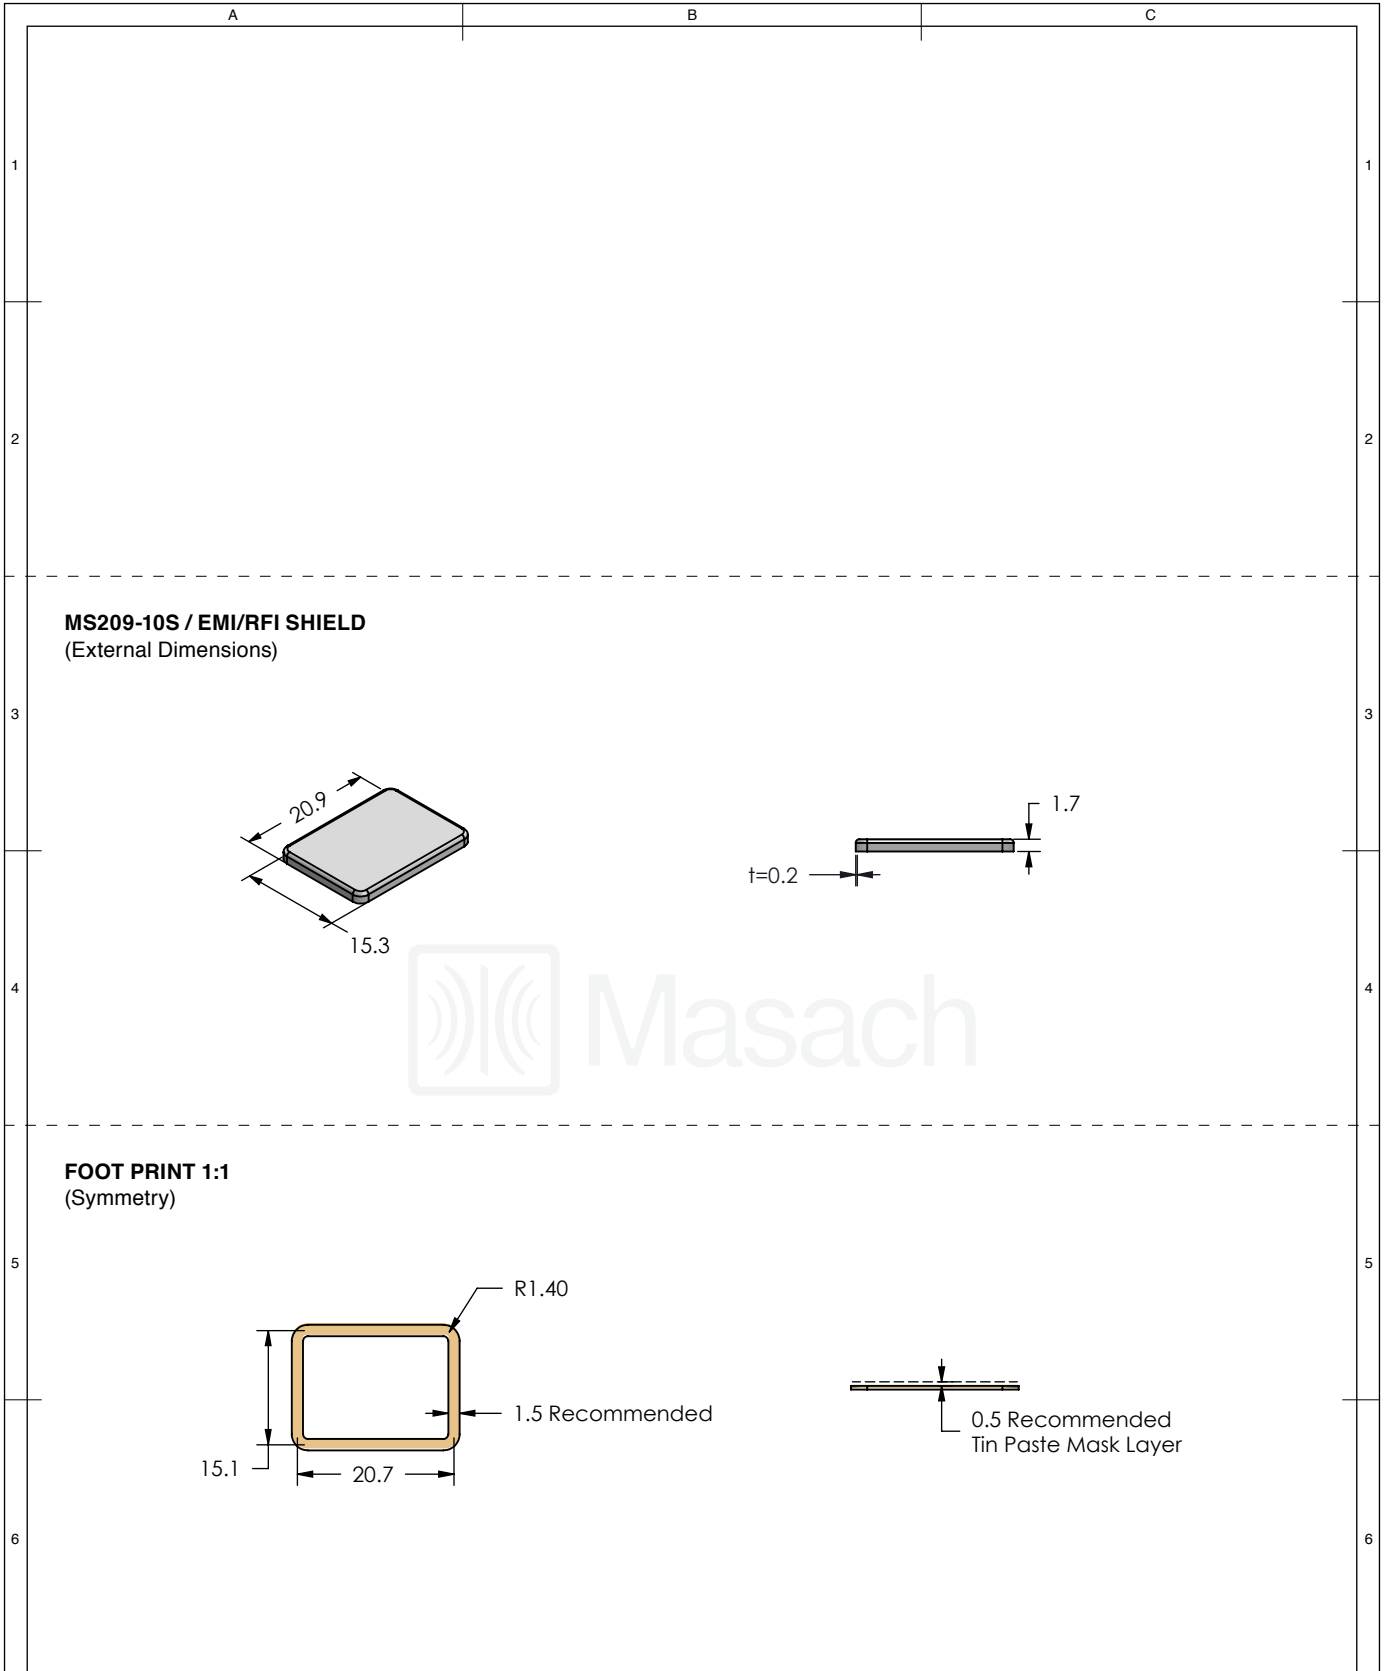 A B C
1 1
2 2
MS209-10S / EMI/RFI SHIELD
(External Dimensions)
3 3
20.9
1.7
t=0.2
15.3
Masach
4 4
FOOT PRINT 1:1
(Symmetry)
5 5
R1.40
1.5 Recommended
0.5 Recommended
Tin Paste Mask Layer
15.1
20.7
6 6